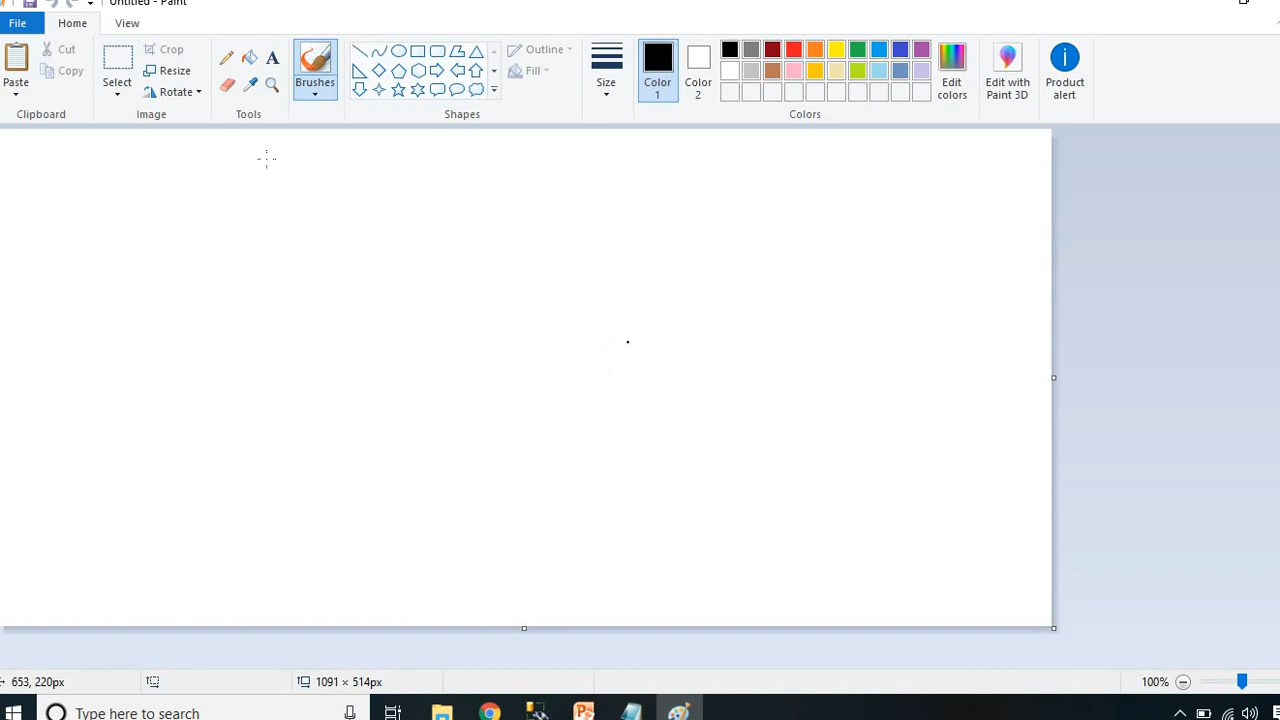 Untitled - Paint
File Home View
Paste
Cut
Copy
Clipboard
Select
Crop
Resize
Rotate
Image
A
Tools
Brushes
Outline
Fill
Shapes
Size
Color 1
Color 2
Edit colors
Colors
Edit with Paint 3D
Product alert
653, 220px
1091 × 514px
100%
Type here to search